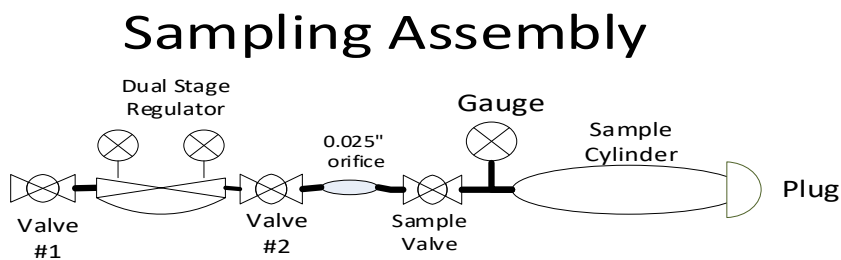 Sampling Assembly
Dual Stage
Regulator
Gauge
0.025"
orifice
Sample
Cylinder
Plug
Valve
#1
Valve
#2
Sample
Valve